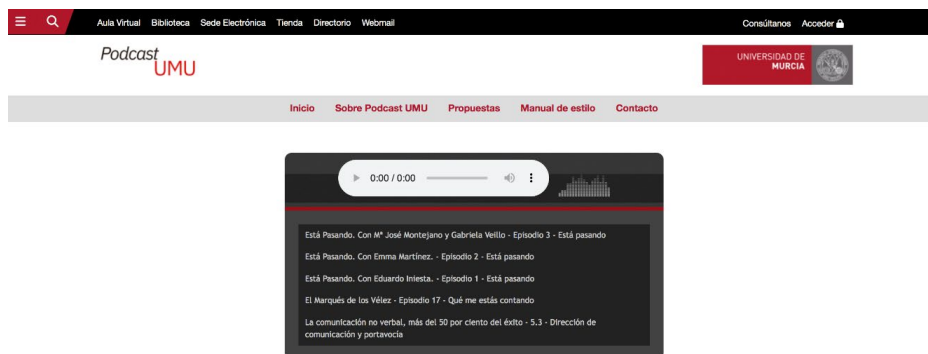 Aula Virtual Biblioteca Sede Electrónica Tienda Directorio Webmail Consúltanos Acceder
Podcast UMU
UNIVERSIDAD DE
MURCIA
Inicio Sobre Podcast UMU Propuestas Manual de estilo Contacto
0:00 / 0:00
Está Pasando. Con Mª José Montejano y Gabriela Veillo - Episodio 3 - Está pasando
Está Pasando. Con Emma Martínez. - Episodio 2 - Está pasando
Está Pasando. Con Eduardo Iniesta. - Episodio 1 - Está pasando
El Marqués de los Vélez - Episodio 17 - Qué me estás contando
La comunicación no verbal, más del 50 por ciento del éxito - 5.3 - Dirección de
comunicación y portavocía